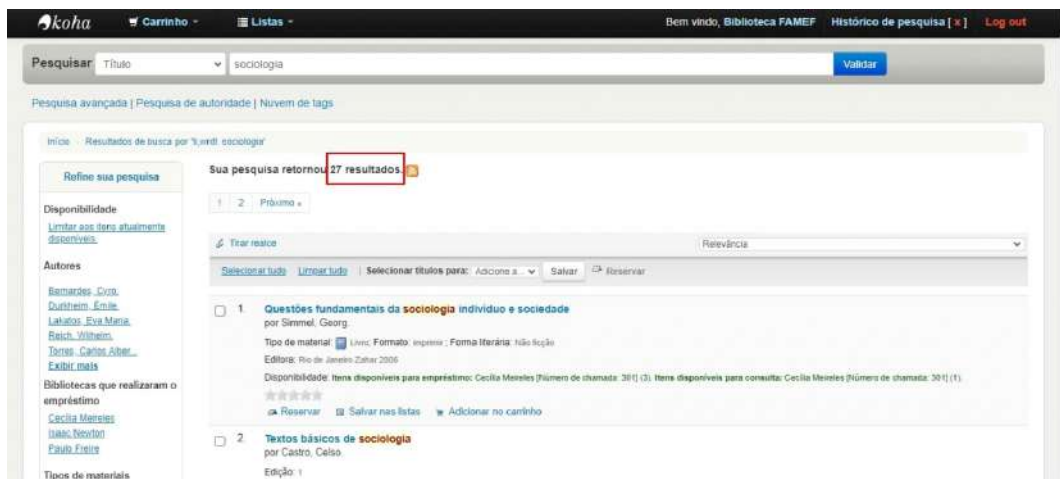 koha Carrinho Listas Bem vindo, Biblioteca FAMEF Histórico de pesquisa [ x ] Log out
Pesquisar Título sociologia Validar
Pesquisa avançada | Pesquisa de autoridade | Nuvem de tags
Início Resultados de busca por
Refine sua pesquisa
Disponibilidade
Limitar aos itens atualmente
disponíveis.
Autores
Bernardes, Cyro.
Durkheim, Émile.
Lakatos, Eva Maria.
Reich, Wilhelm.
Torres, Carlos Alber...
Exibir mais
Bibliotecas que realizaram o
empréstimo
Cecília Meireles
Isaac Newton
Paulo Freire
Tipos de materiais
Sua pesquisa retornou 27 resultados.
1 2 Próximo »
Tirar realce Relevância
Selecionar tudo Limpar tudo | Selecionar títulos para: Adicione a... Salvar Reservar
1. Questões fundamentais da sociologia indivíduo e sociedade
por Simmel, Georg.
Tipo de material: Livro; Formato: impresso ; Forma literária: Não ficção
Editora: Rio de Janeiro Zahar 2006
Disponibilidade: Itens disponíveis para empréstimo: Cecília Meireles [Número de chamada: 301] (3). Itens disponíveis para consulta: Cecília Meireles [Número de chamada: 301] (1).
Reservar Salvar nas listas Adicionar no carrinho
2. Textos básicos de sociologia
por Castro, Celso.
Edição: 1